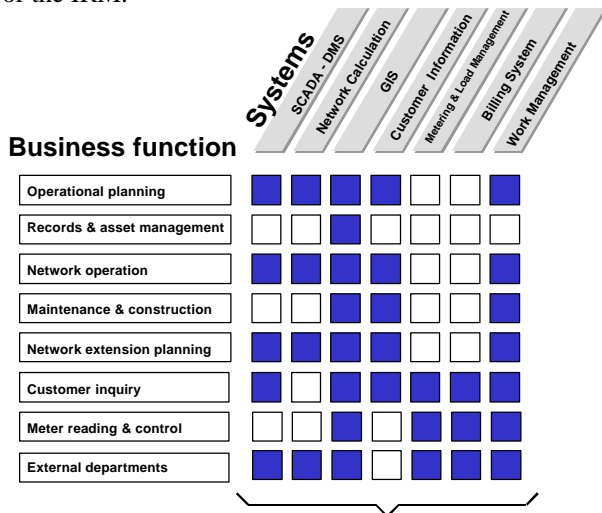 of the IRM.
Systems
SCADA - DMS
Network Calculation
GIS
Customer Information
Metering & Load Management
Billing System
Work Management
Business function
Operational planning
Records & asset management
Network operation
Maintenance & construction
Network extension planning
Customer inquiry
Meter reading & control
External departments